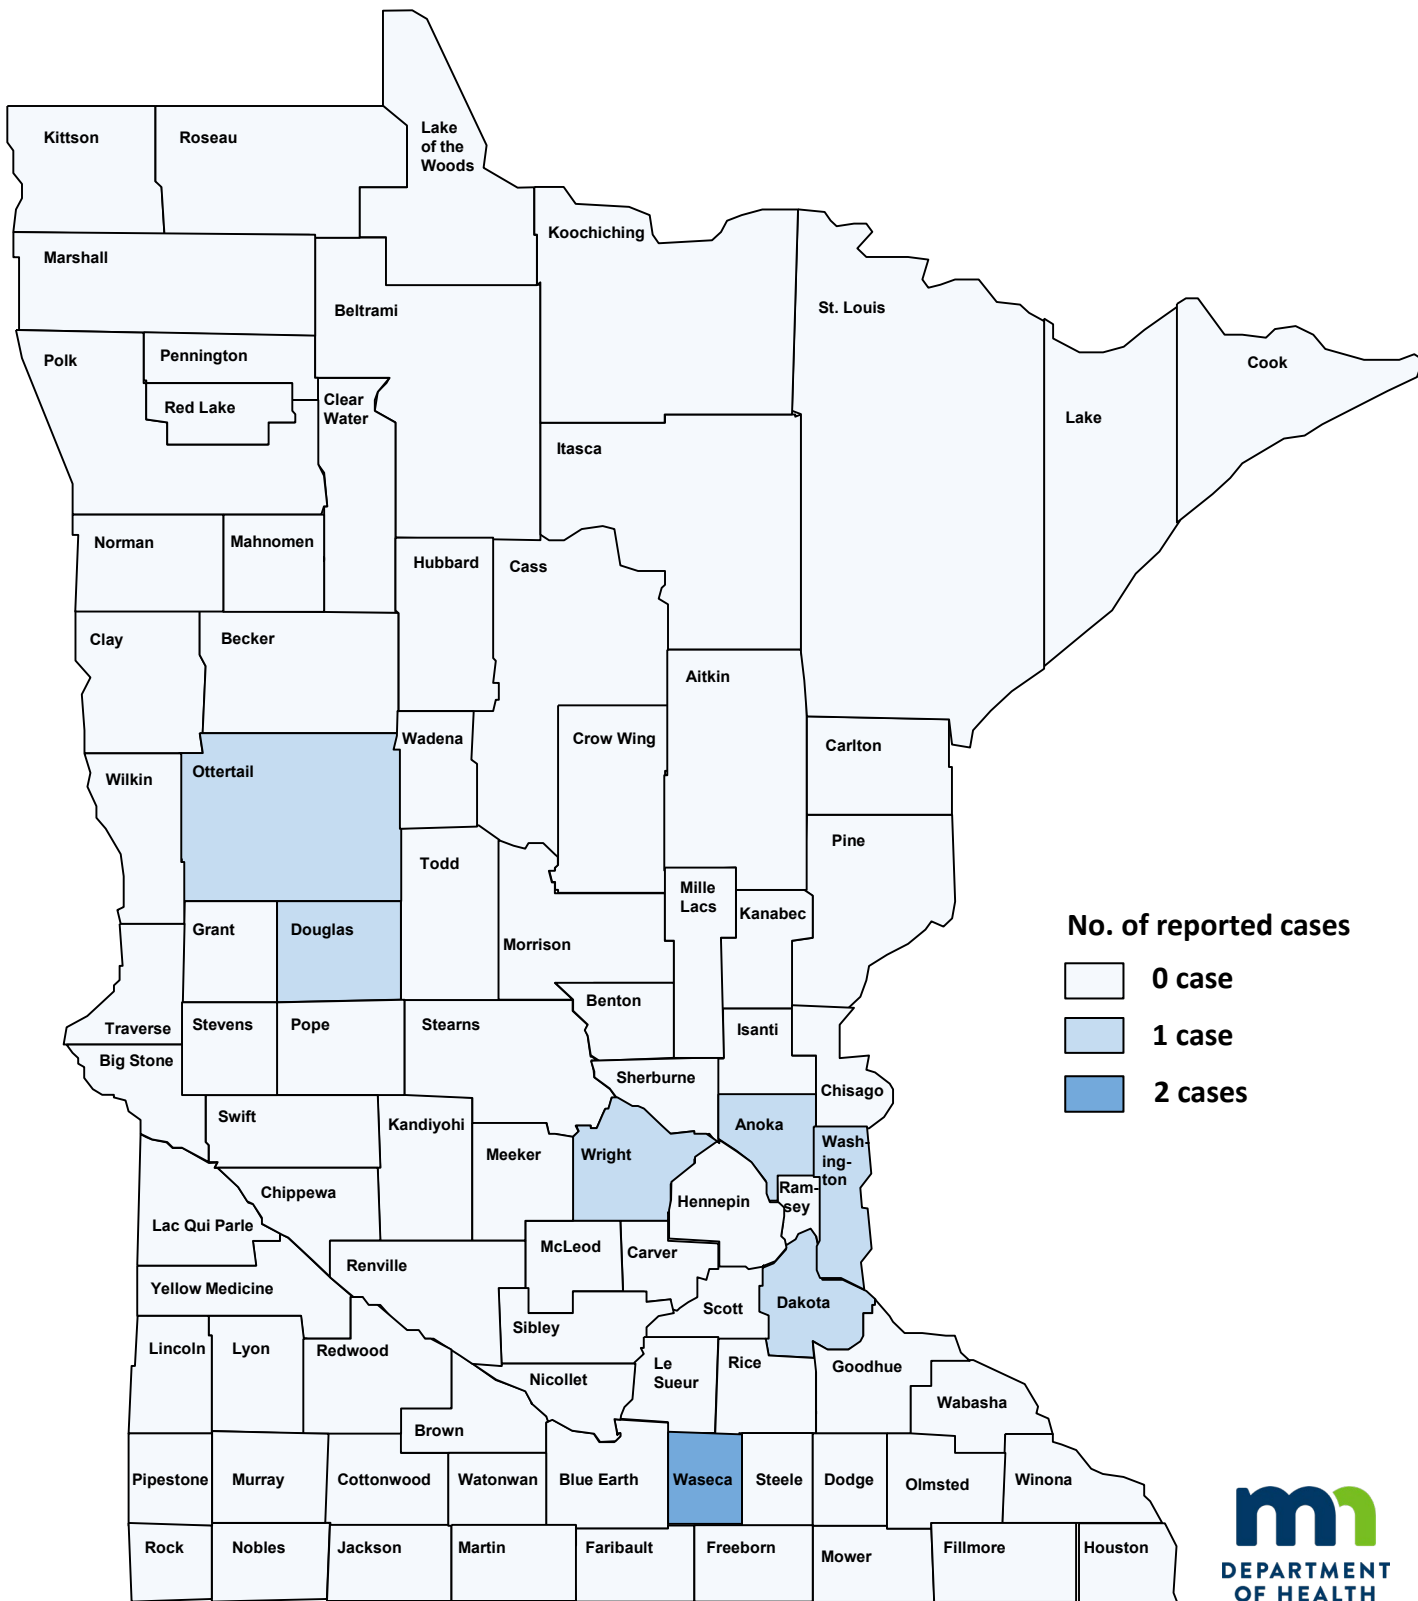 Kittson
Roseau
Lake
of the
Woods
Koochiching
Marshall
Beltrami
St. Louis
Polk
Pennington
Cook
Red Lake
Clear
Water
Lake
Itasca
Norman
Mahnomen
Hubbard
Cass
Clay
Becker
Aitkin
Wadena
Crow Wing
Carlton
Wilkin
Ottertail
Pine
Todd
Mille
Lacs
Kanabec
Grant
Douglas
Morrison
No. of reported cases
0 case
1 case
2 cases
Benton
Traverse
Stevens
Pope
Stearns
Isanti
Big Stone
Sherburne
Chisago
Swift
Kandiyohi
Anoka
Meeker
Wright
Wash-
ing-
ton
Chippewa
Ram-
sey
Hennepin
Lac Qui Parle
McLeod
Carver
Renville
Yellow Medicine
Scott
Dakota
Sibley
Lincoln
Lyon
Redwood
Le
Sueur
Rice
Goodhue
Nicollet
Wabasha
Brown
Pipestone
Murray
Cottonwood
Watonwan
Blue Earth
Waseca
Steele
Dodge
Olmsted
Winona
Rock
Nobles
Jackson
Martin
Faribault
Freeborn
Mower
Fillmore
Houston
mn
DEPARTMENT
OF HEALTH